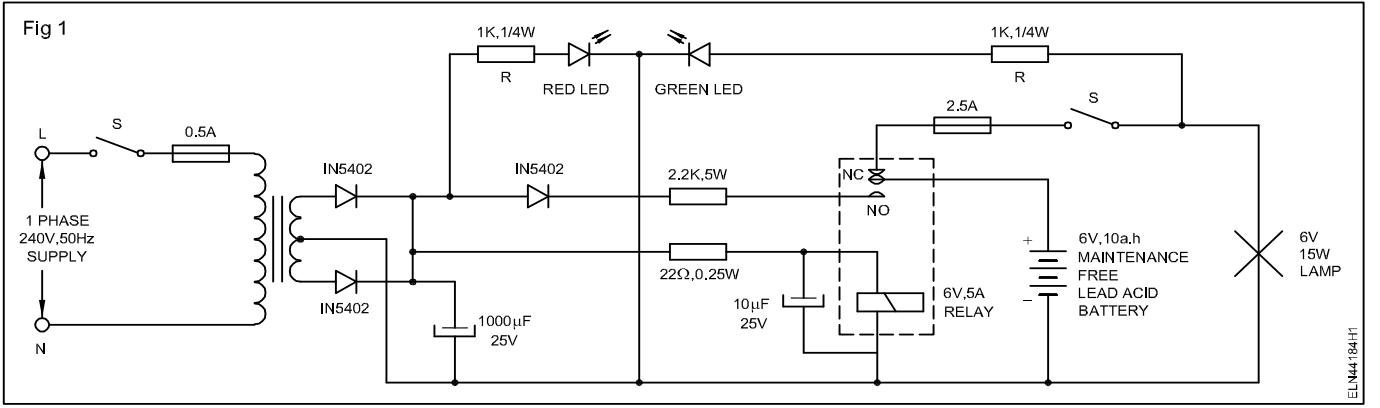 Fig 1
1K,1/4W
R
RED LED
GREEN LED
1K,1/4W
R
L
S
0.5A
IN5402
IN5402
2.2K,5W
NC
NO
2.5A
S
1 PHASE
240V,50Hz
SUPPLY
N
IN5402
1000µF
25V
22Ω,0.25W
10µF
25V
6V,5A
RELAY
+
−
6V,10a.h
MAINTENANCE
FREE
LEAD ACID
BATTERY
6V
15W
LAMP
ELN44184H1